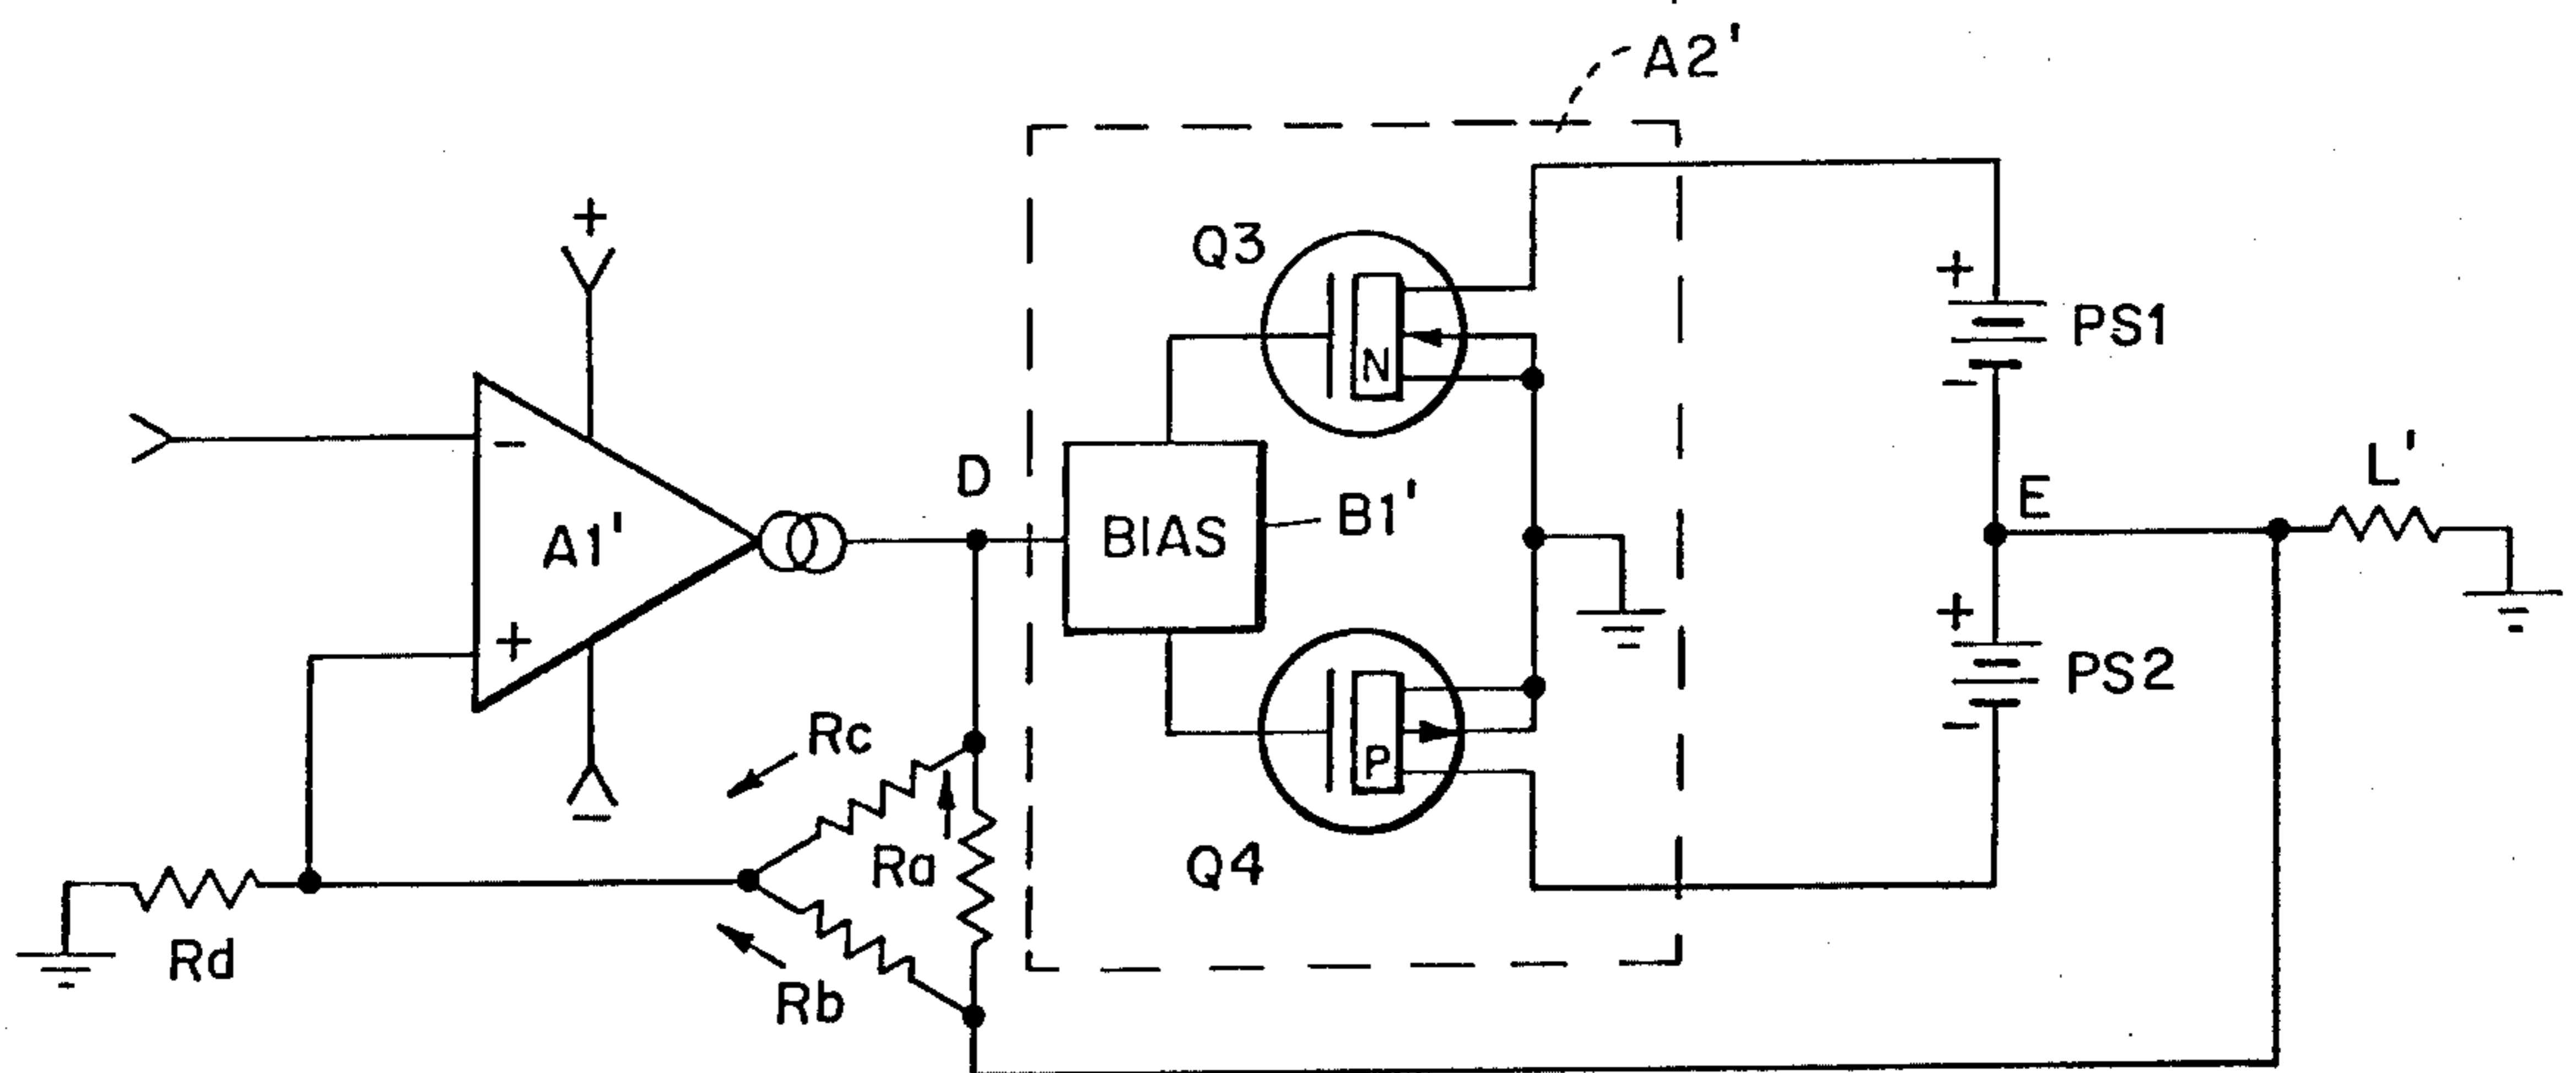 A2'
+
Q3
+
PS1
N
-
-
L'
D
E
A1'
BIAS
B1'
+
+
PS2
-
Rc
P
-
Ra
Q4
Rd
Rb